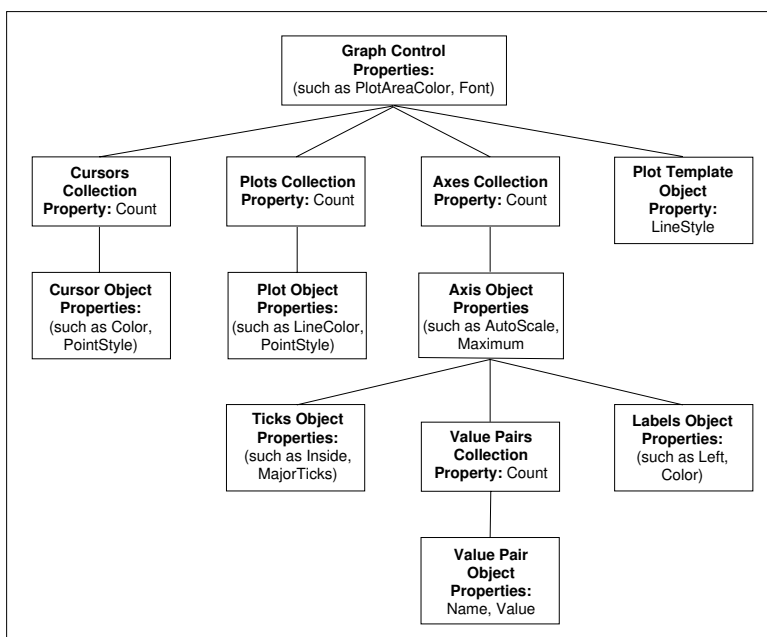 Graph Control
Properties:
(such as PlotAreaColor, Font)
Cursors
Collection
Property: Count
Plots Collection
Property: Count
Axes Collection
Property: Count
Plot Template
Object
Property:
LineStyle
Cursor Object
Properties:
(such as Color,
PointStyle)
Plot Object
Properties:
(such as LineColor,
PointStyle)
Axis Object
Properties
(such as AutoScale,
Maximum
Ticks Object
Properties:
(such as Inside,
MajorTicks)
Value Pairs
Collection
Property: Count
Labels Object
Properties:
(such as Left,
Color)
Value Pair
Object
Properties:
Name, Value